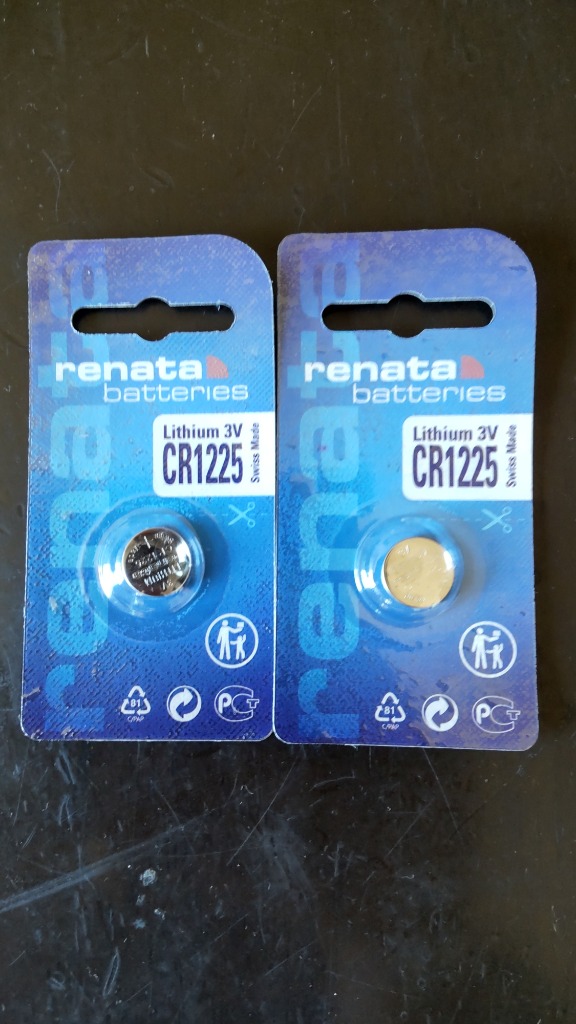 renata
batteries
Lithium 3V
CR1225
Swiss Made
renata
81
C/PAP
renata
batteries
Lithium 3V
CR1225
Swiss Made
renata
81
C/PAP